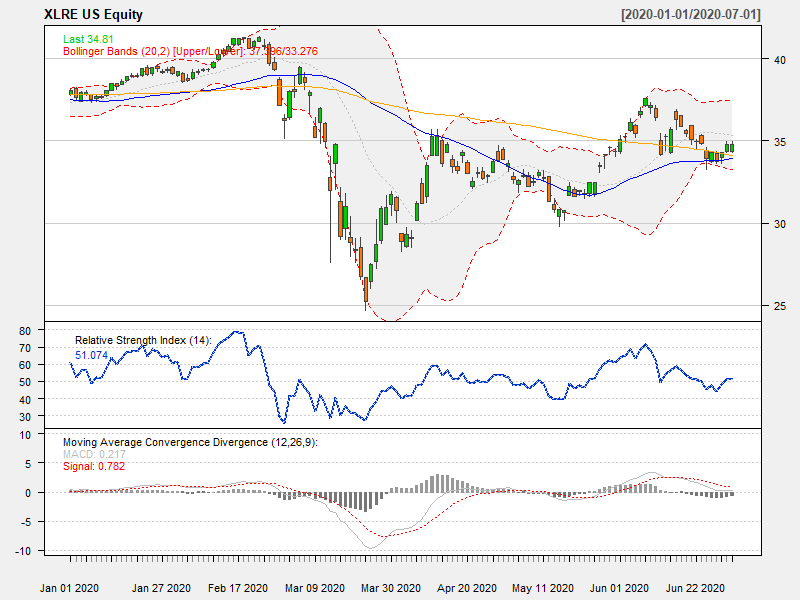 XLRE US Equity
[2020-01-01/2020-07-01]
Last 34.81
Bollinger Bands (20,2) [Upper/Lower]: 37.396/33.276
40
35
30
25
Relative Strength Index (14):
51.074
80
70
60
50
40
30
Moving Average Convergence Divergence (12,26,9):
MACD: 0.217
Signal: 0.782
10
5
0
-5
-10
Jan 01 2020 Jan 27 2020 Feb 17 2020 Mar 09 2020 Mar 30 2020 Apr 20 2020 May 11 2020 Jun 01 2020 Jun 22 2020